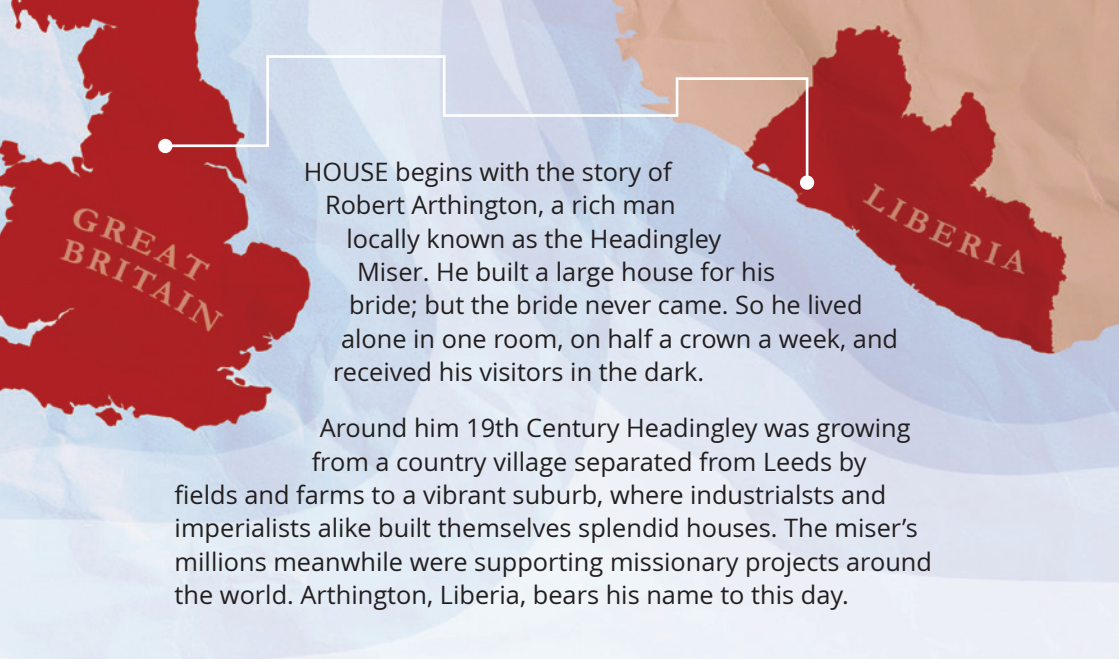 GREAT
BRITAIN
LIBERIA
HOUSE begins with the story of
Robert Arthington, a rich man
locally known as the Headingley
Miser. He built a large house for his
bride; but the bride never came. So he lived
alone in one room, on half a crown a week, and
received his visitors in the dark.
Around him 19th Century Headingley was growing
from a country village separated from Leeds by
fields and farms to a vibrant suburb, where industrialsts and
imperialists alike built themselves splendid houses. The miser’s
millions meanwhile were supporting missionary projects around
the world. Arthington, Liberia, bears his name to this day.